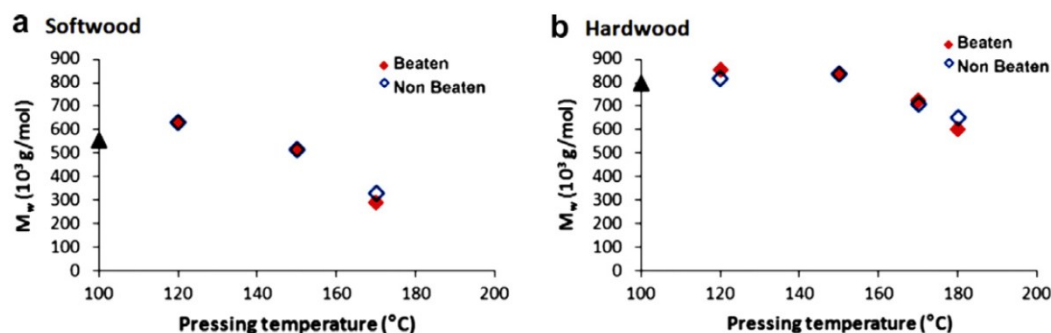 a Softwood
900
800
700
600
500
400
300
200
100
0
Mw (10³ g/mol)
Beaten
Non Beaten
100 120 140 160 180 200
Pressing temperature (°C)
b Hardwood
900
800
700
600
500
400
300
200
100
0
Mw (10³ g/mol)
Beaten
Non Beaten
100 120 140 160 180 200
Pressing temperature (°C)